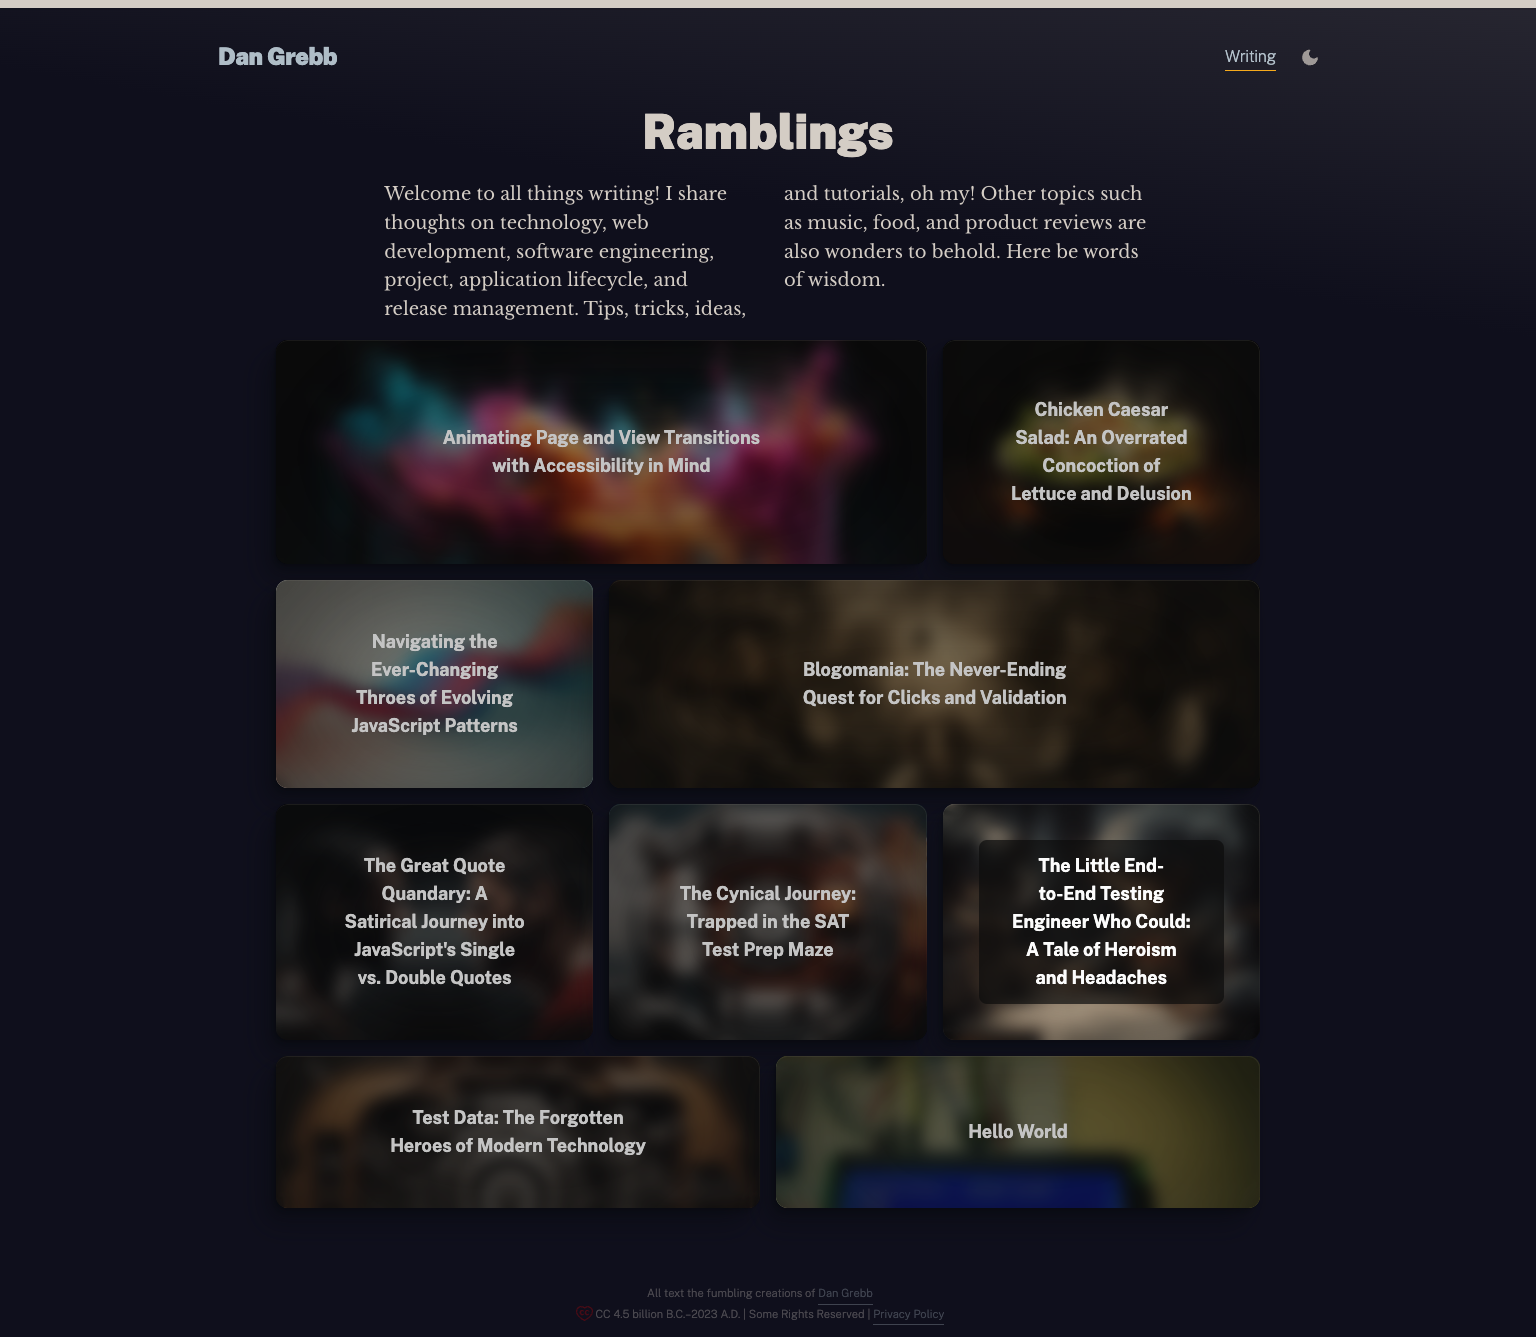 Dan Grebb
Writing
Ramblings
Welcome to all things writing! I share
thoughts on technology, web
development, software engineering,
project, application lifecycle, and
release management. Tips, tricks, ideas,
and tutorials, oh my! Other topics such
as music, food, and product reviews are
also wonders to behold. Here be words
of wisdom.
Animating Page and View Transitions
with Accessibility in Mind
Chicken Caesar
Salad: An Overrated
Concoction of
Lettuce and Delusion
Navigating the
Ever-Changing
Throes of Evolving
JavaScript Patterns
Blogomania: The Never-Ending
Quest for Clicks and Validation
The Great Quote
Quandary: A
Satirical Journey into
JavaScript's Single
vs. Double Quotes
The Cynical Journey:
Trapped in the SAT
Test Prep Maze
The Little End-
to-End Testing
Engineer Who Could:
A Tale of Heroism
and Headaches
Test Data: The Forgotten
Heroes of Modern Technology
Hello World
All text the fumbling creations of Dan Grebb
CC 4.5 billion B.C.–2023 A.D. | Some Rights Reserved | Privacy Policy